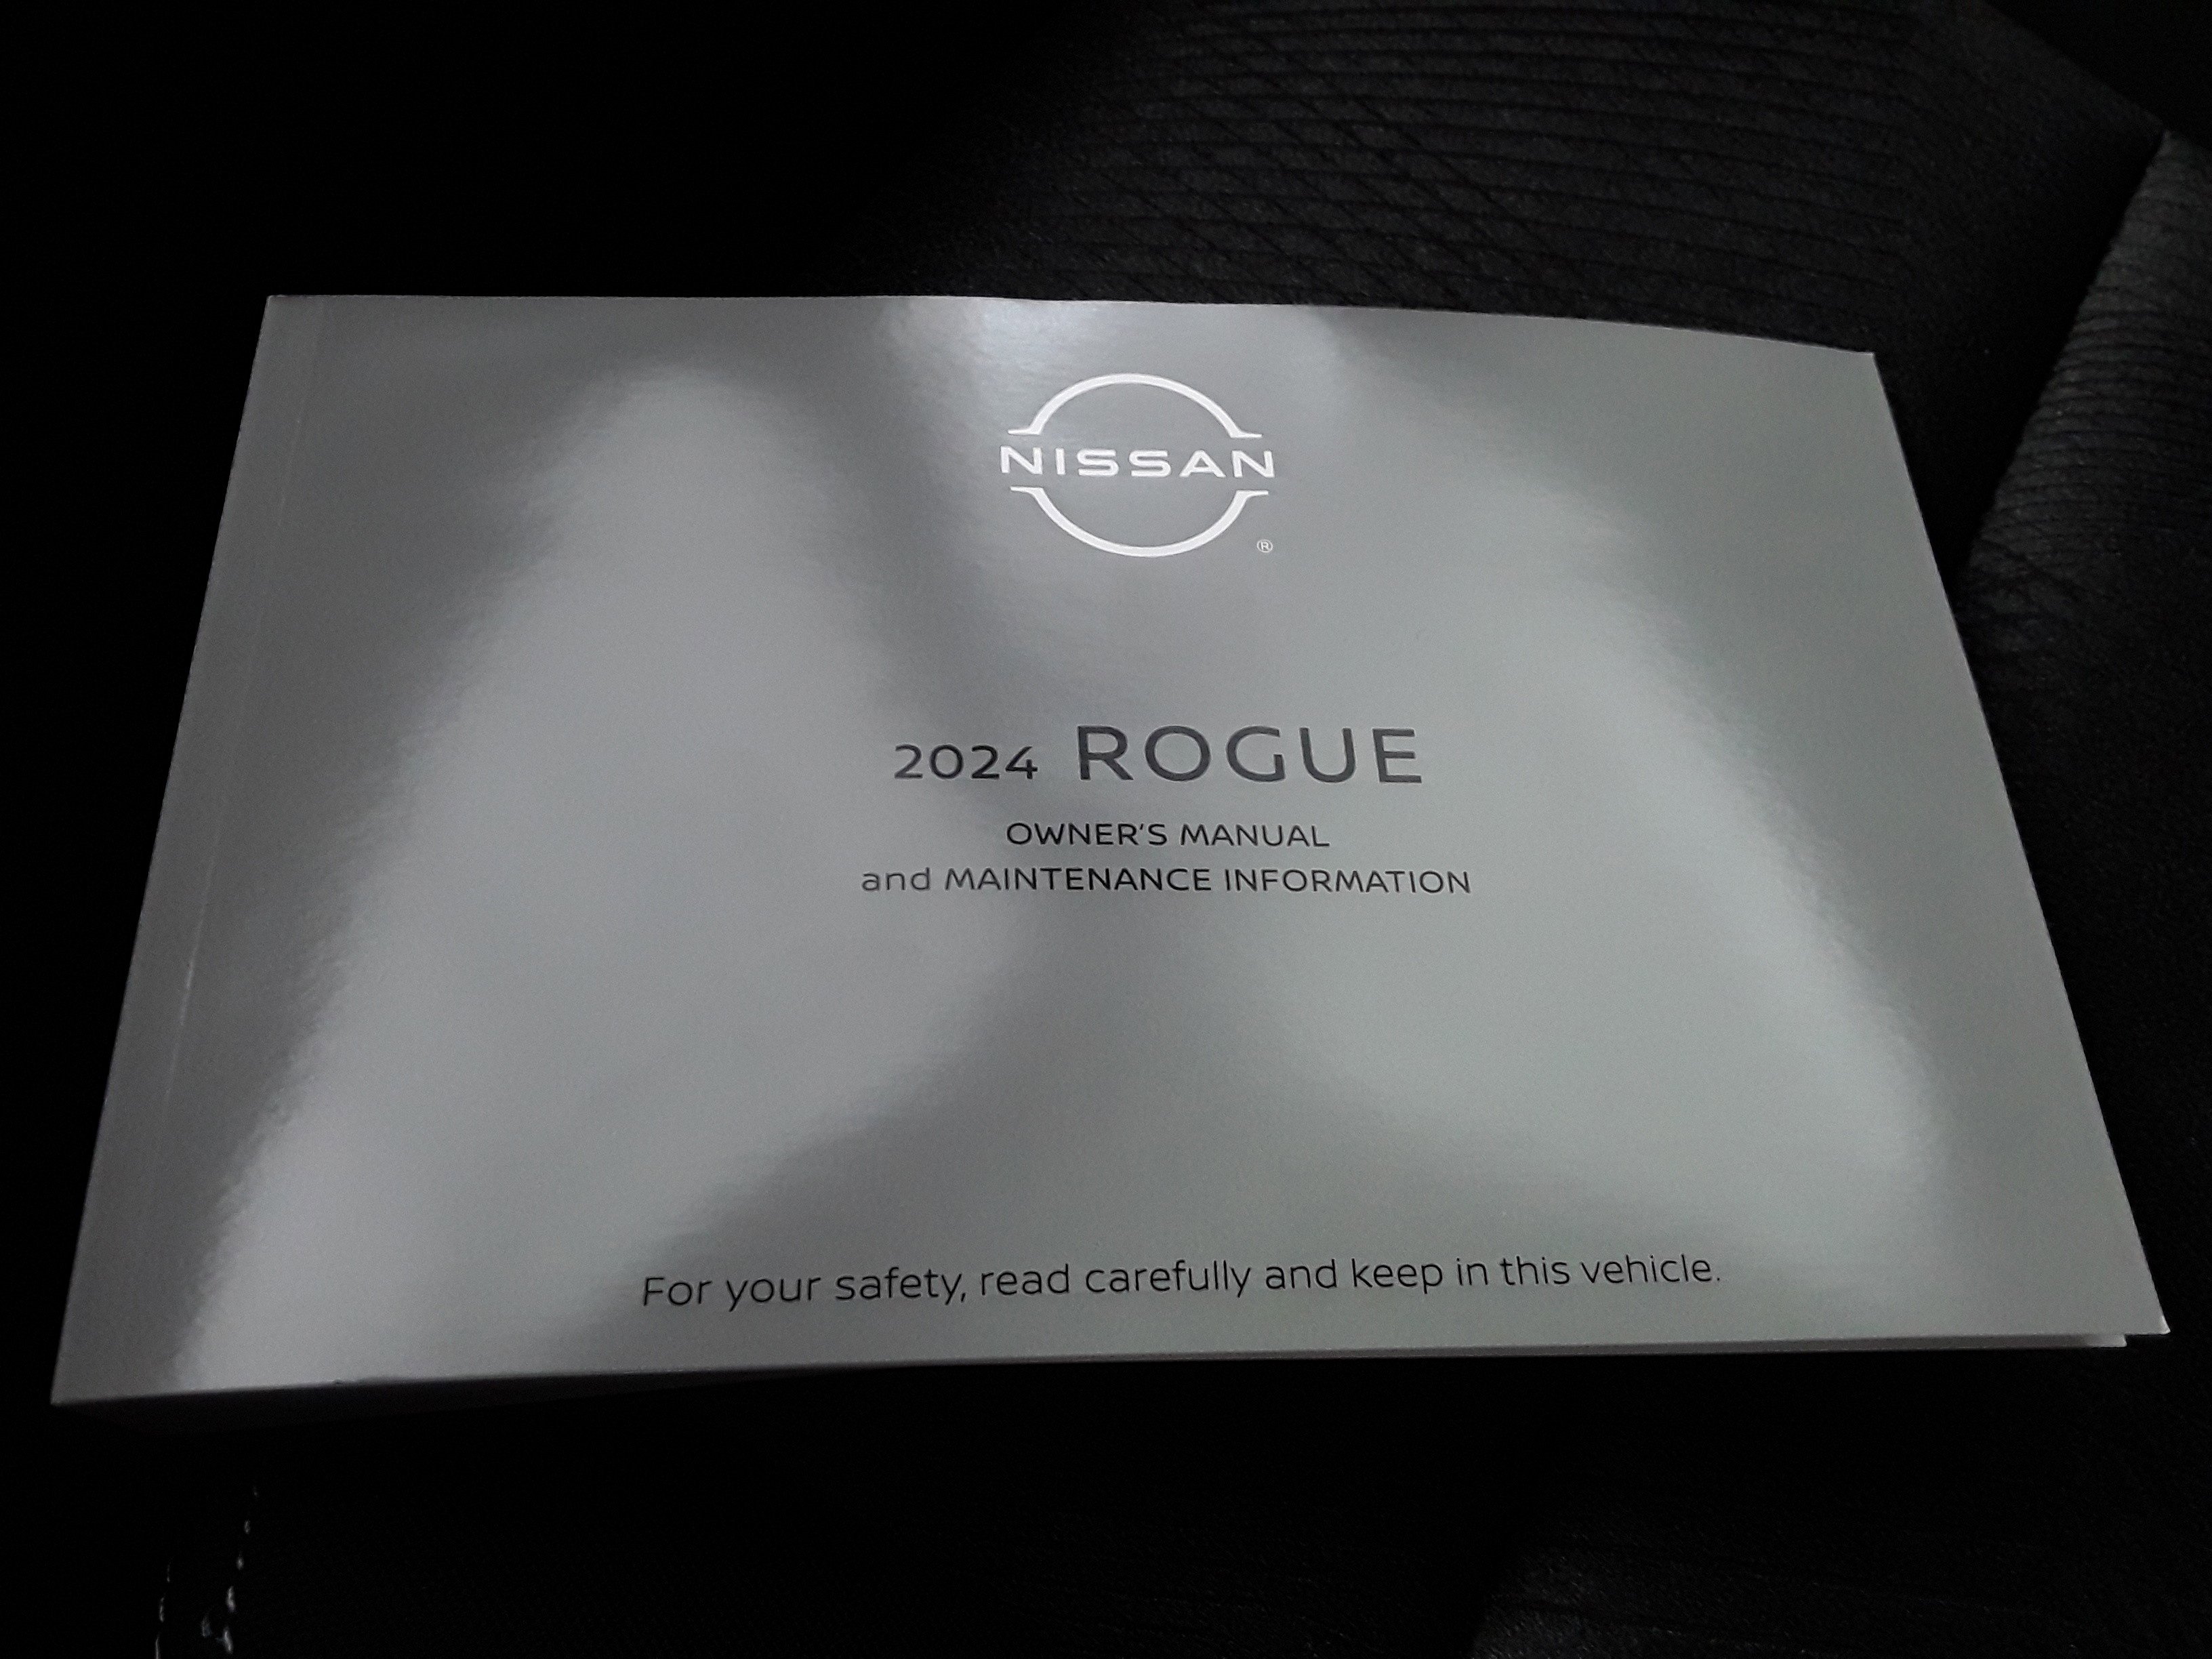 NISSAN
®
2024 ROGUE
OWNER'S MANUAL
and MAINTENANCE INFORMATION
For your safety, read carefully and keep in this vehicle.